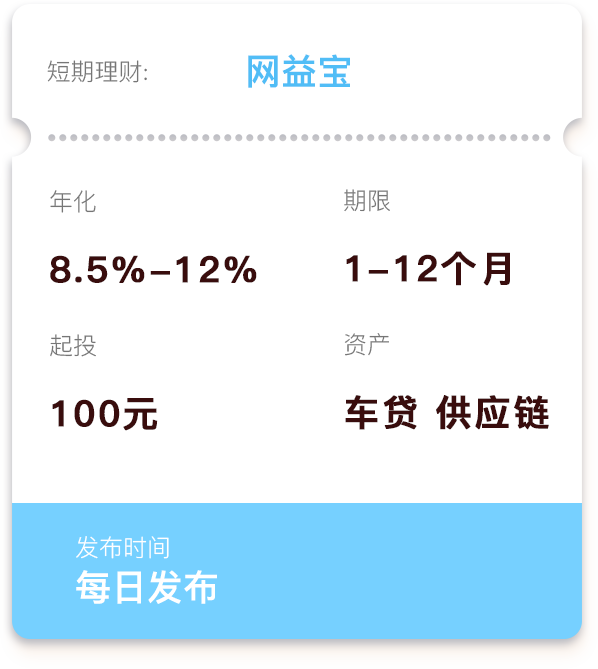 短期理财: 网益宝
年化 期限
8.5%–12% 1–12个月
起投 资产
100元 车贷 供应链
发布时间
每日发布